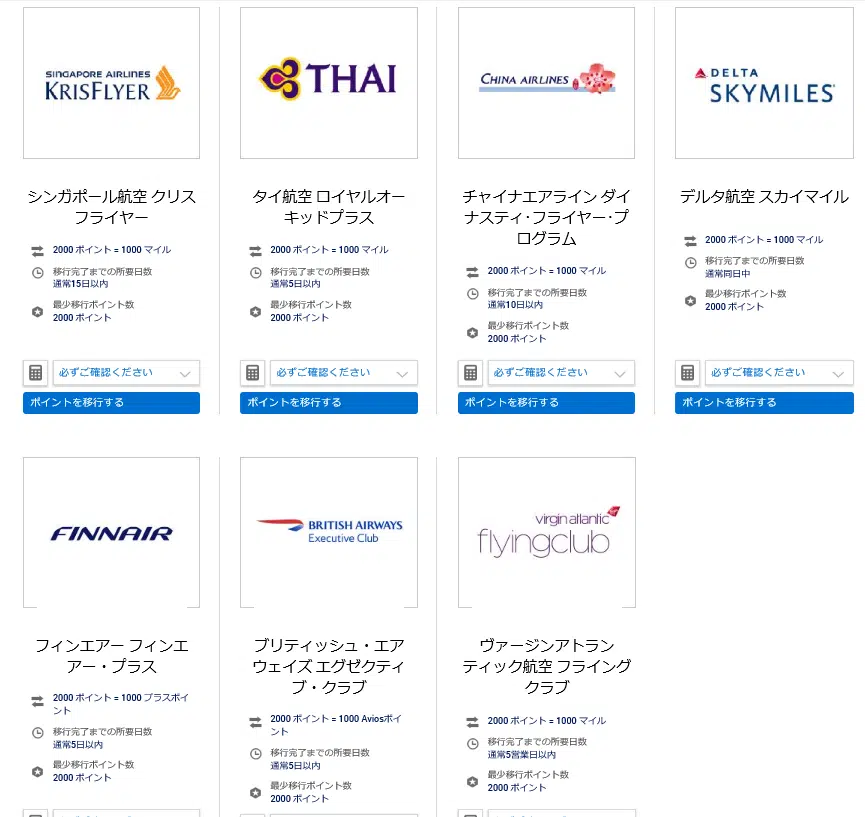 SINGAPORE AIRLINES
KRISFLYER
シンガポール航空 クリス
フライヤー
2000 ポイント = 1000 マイル
移行完了までの所要日数
通常15日以内
最少移行ポイント数
2000 ポイント
必ずご確認ください
ポイントを移行する
THAI
タイ航空 ロイヤルオー
キッドプラス
2000 ポイント = 1000 マイル
移行完了までの所要日数
通常5日以内
最少移行ポイント数
2000 ポイント
必ずご確認ください
ポイントを移行する
CHINA AIRLINES
チャイナエアライン ダイ
ナスティ･フライヤー･プ
ログラム
2000 ポイント = 1000 マイル
移行完了までの所要日数
通常10日以内
最少移行ポイント数
2000 ポイント
必ずご確認ください
ポイントを移行する
DELTA
SKYMILES
デルタ航空 スカイマイル
2000 ポイント = 1000 マイル
移行完了までの所要日数
通常同日中
最少移行ポイント数
2000 ポイント
必ずご確認ください
ポイントを移行する
FINNAIR
フィンエアー フィンエ
アー・プラス
2000 ポイント = 1000 プラスポイ
ント
移行完了までの所要日数
通常5日以内
最少移行ポイント数
2000 ポイント
BRITISH AIRWAYS
Executive Club
ブリティッシュ・エア
ウェイズ エグゼクティ
ブ・クラブ
2000 ポイント = 1000 Aviosポイ
ント
移行完了までの所要日数
通常5日以内
最少移行ポイント数
2000 ポイント
virgin atlantic
flyingclub
ヴァージンアトラン
ティック航空 フライング
クラブ
2000 ポイント = 1000 マイル
移行完了までの所要日数
通常5営業日以内
最少移行ポイント数
2000 ポイント